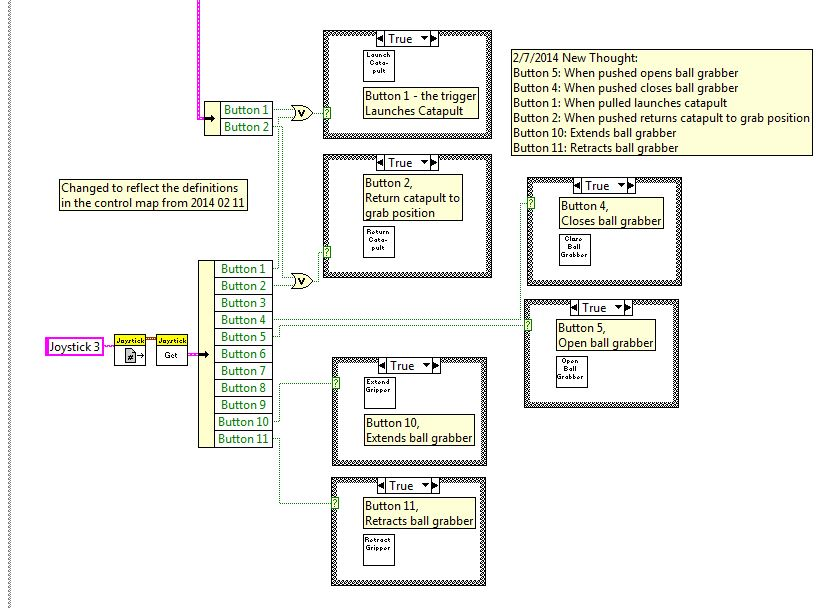 True
Launch
Cata-
pult
Button 1 - the trigger
Launches Catapult
2/7/2014 New Thought:
Button 5: When pushed opens ball grabber
Button 4: When pushed closes ball grabber
Button 1: When pulled launches catapult
Button 2: When pushed returns catapult to grab position
Button 10: Extends ball grabber
Button 11: Retracts ball grabber
Button 1
Button 2
V
?
True
Button 2,
Return catapult to
grab position
Return
Cata-
pult
?
Changed to reflect the definitions
in the control map from 2014 02 11
True
Button 4,
Closes ball grabber
Close
Ball
Grabber
?
Button 1
Button 2
Button 3
Button 4
Button 5
Button 6
Button 7
Button 8
Button 9
Button 10
Button 11
V
True
Button 5,
Open ball grabber
Open
Ball
Grabber
?
Joystick 3
Joystick
#
Joystick
Get
True
Extend
Gripper
Button 10,
Extends ball grabber
?
True
Button 11,
Retracts ball grabber
Retract
Gripper
?